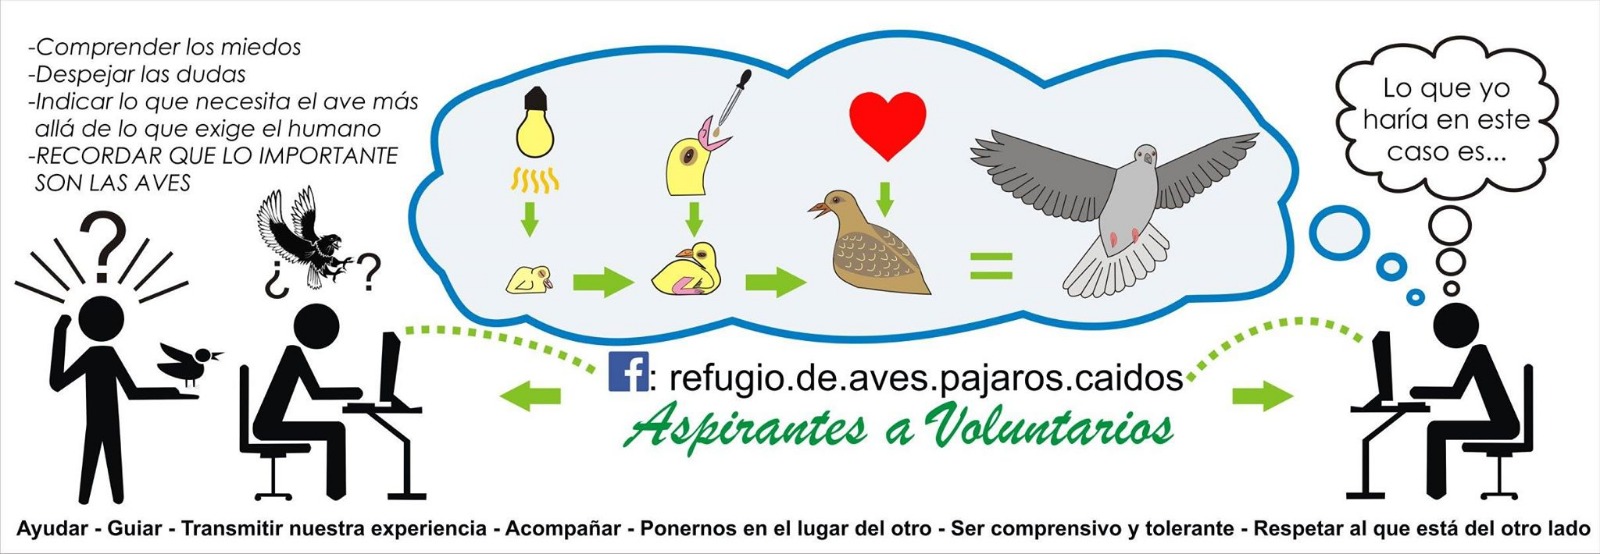 -Comprender los miedos
-Despejar las dudas
-Indicar lo que necesita el ave más
allá de lo que exige el humano
-RECORDAR QUE LO IMPORTANTE
SON LAS AVES
?
¿ ?
Lo que yo
haría en este
caso es...
f: refugio.de.aves.pajaros.caidos
Aspirantes a Voluntarios
Ayudar - Guiar - Transmitir nuestra experiencia - Acompañar - Ponernos en el lugar del otro - Ser comprensivo y tolerante - Respetar al que está del otro lado